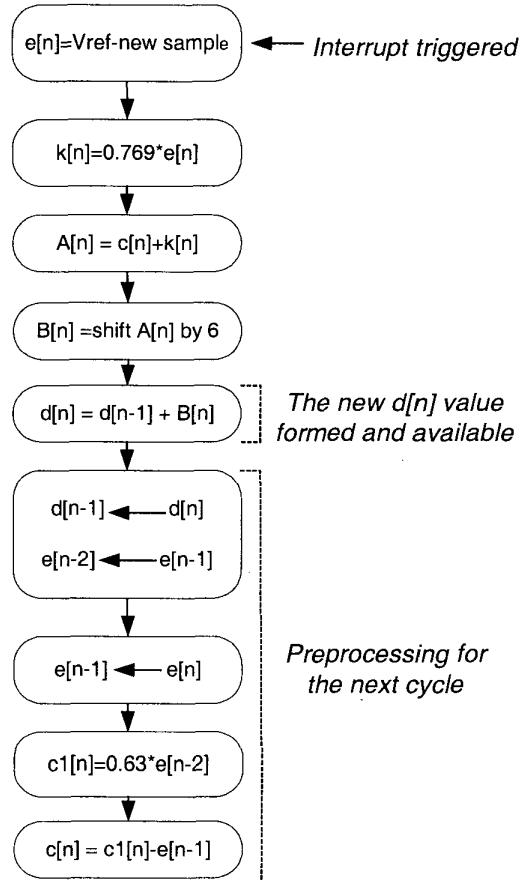 e[n]=Vref-new sample
Interrupt triggered
k[n]=0.769*e[n]
A[n] = c[n]+k[n]
B[n] =shift A[n] by 6
d[n] = d[n-1] + B[n]
The new d[n] value
formed and available
d[n-1] d[n]
e[n-2] e[n-1]
e[n-1] e[n]
Preprocessing for
the next cycle
c1[n]=0.63*e[n-2]
c[n] = c1[n]-e[n-1]